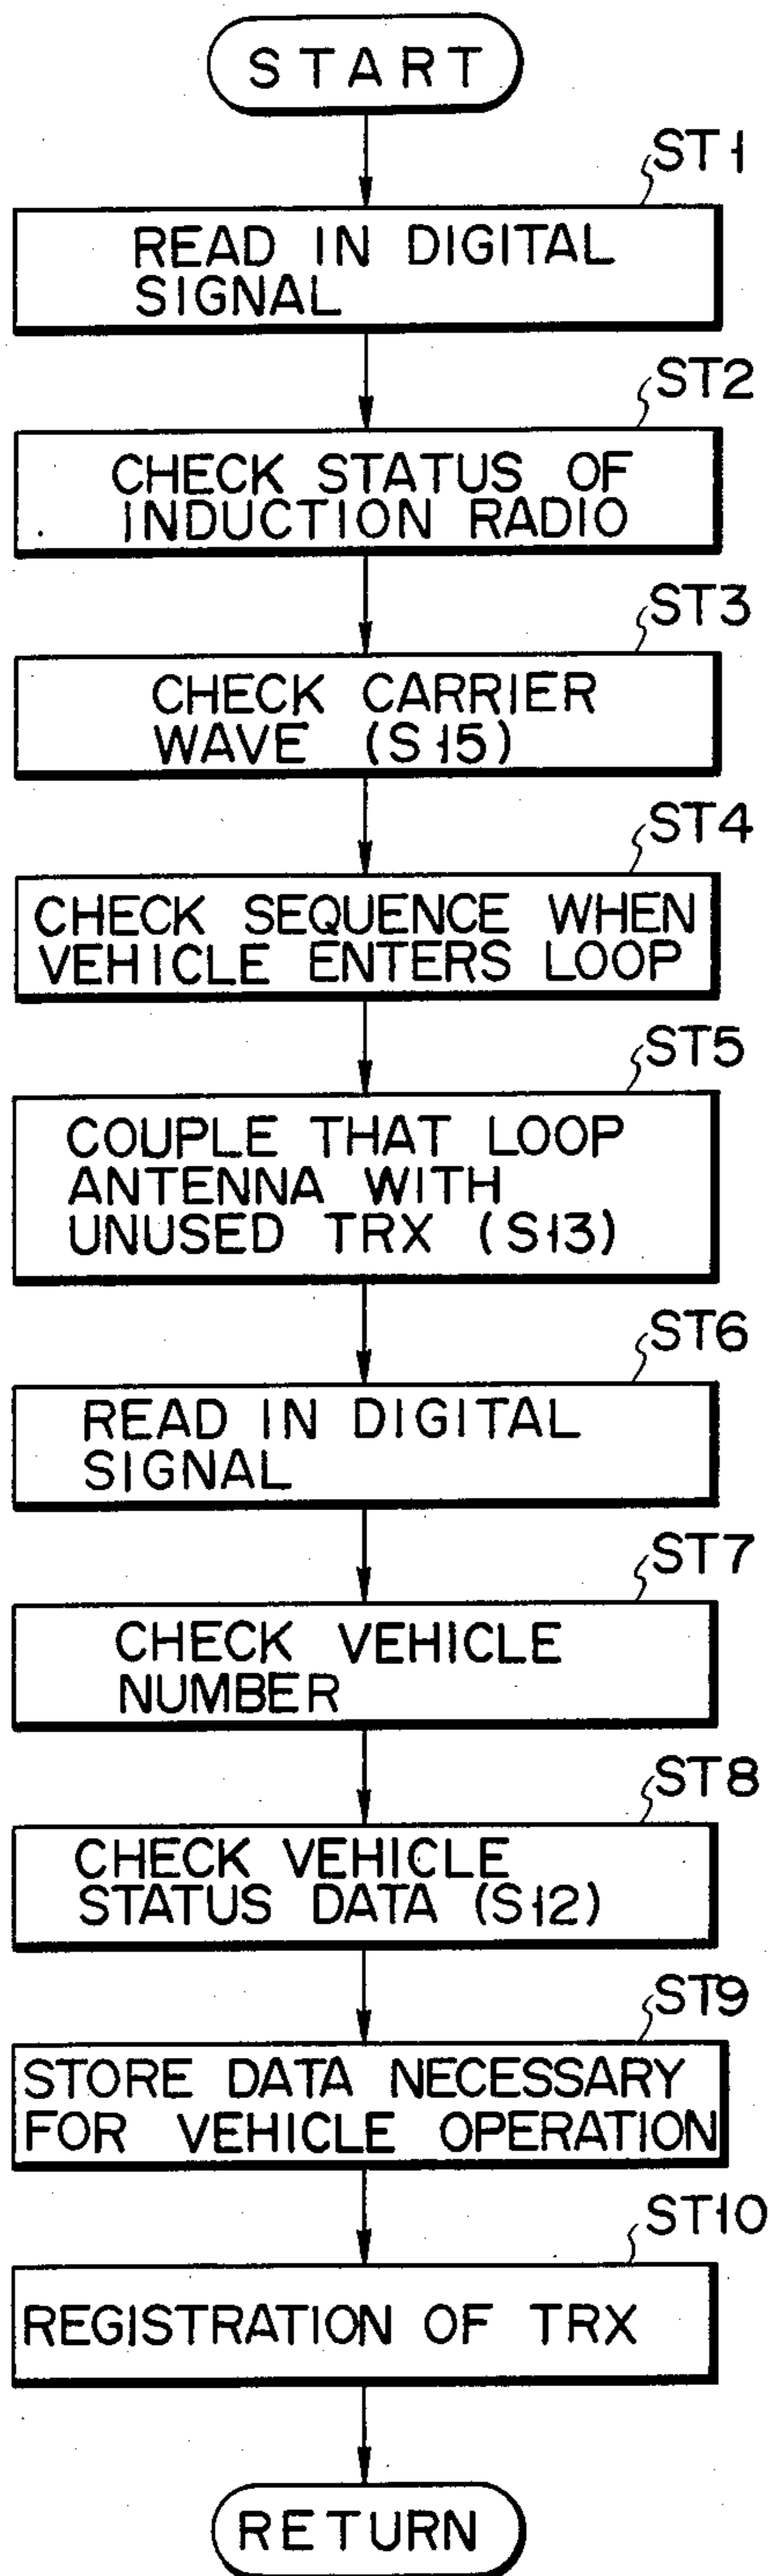 START
ST1
READ IN DIGITAL
SIGNAL
ST2
CHECK STATUS OF
INDUCTION RADIO
ST3
CHECK CARRIER
WAVE (S15)
ST4
CHECK SEQUENCE WHEN
VEHICLE ENTERS LOOP
ST5
COUPLE THAT LOOP
ANTENNA WITH
UNUSED TRX (S13)
ST6
READ IN DIGITAL
SIGNAL
ST7
CHECK VEHICLE
NUMBER
ST8
CHECK VEHICLE
STATUS DATA (S12)
ST9
STORE DATA NECESSARY
FOR VEHICLE OPERATION
ST10
REGISTRATION OF TRX
RETURN